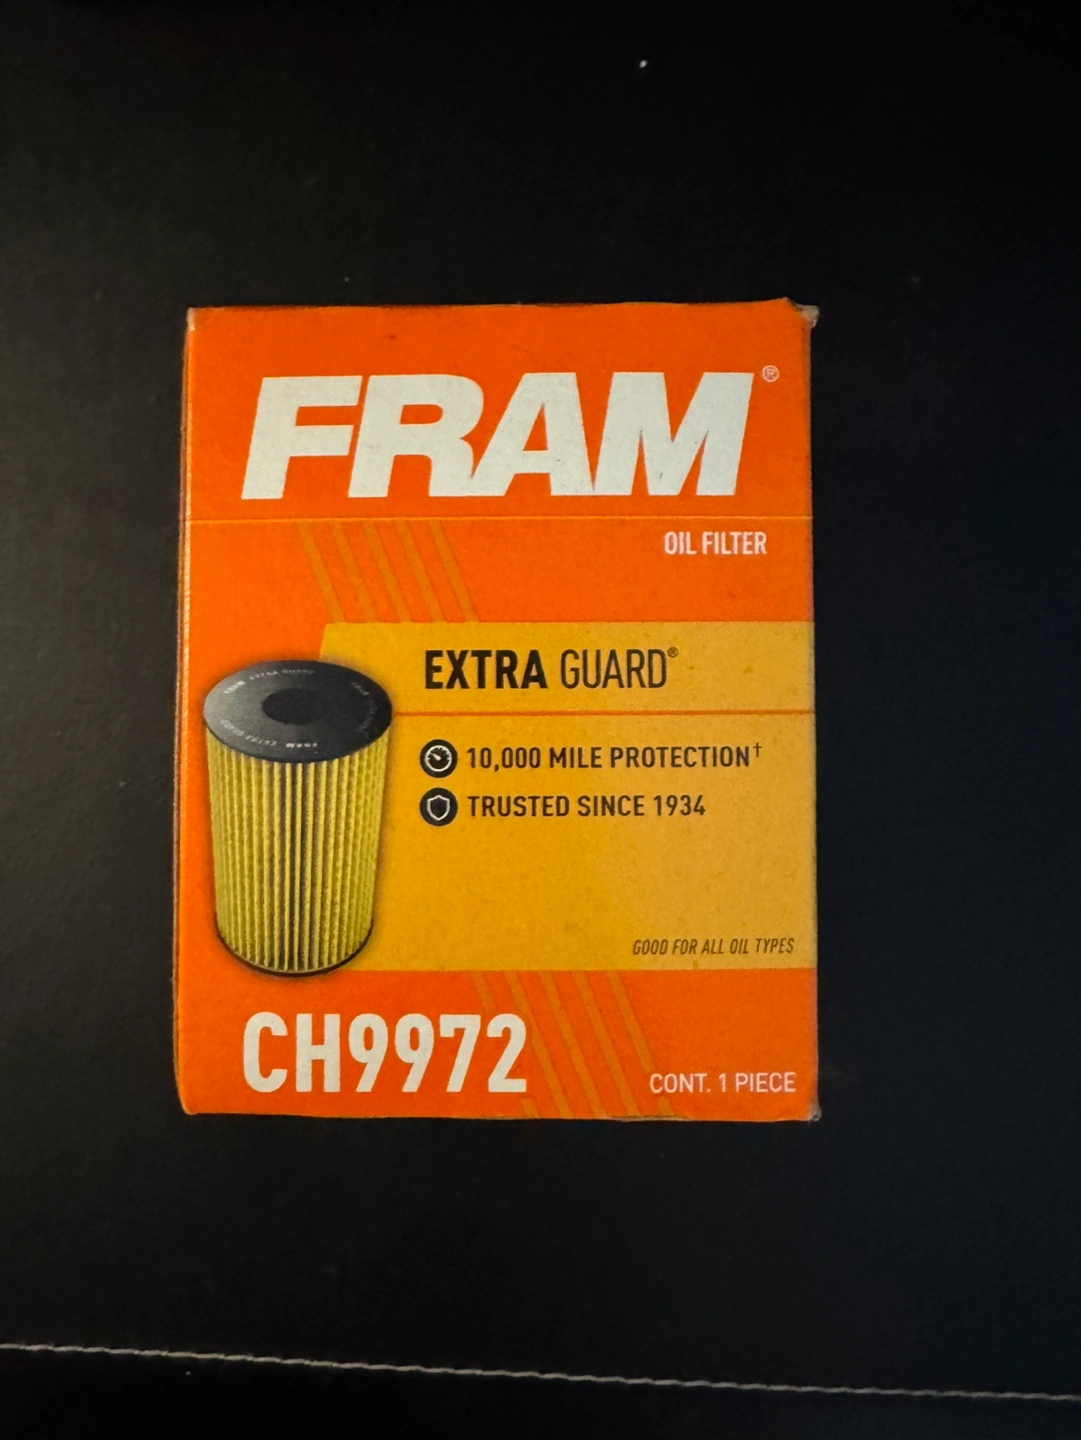 FRAM®
OIL FILTER
EXTRA GUARD®
10,000 MILE PROTECTION†
TRUSTED SINCE 1934
GOOD FOR ALL OIL TYPES
CH9972
CONT. 1 PIECE